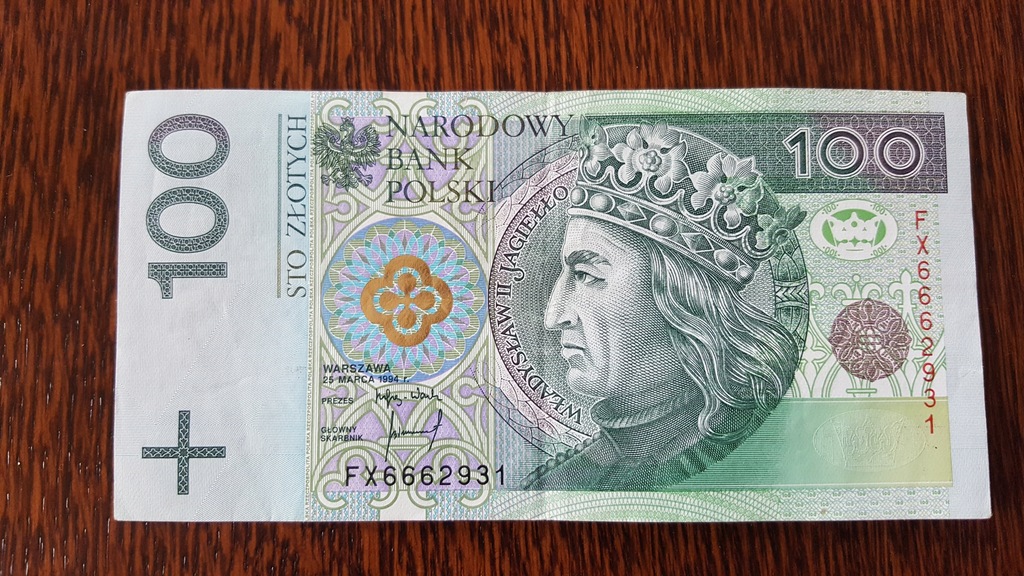 100
STO ZŁOTYCH
NARODOWY
BANK
POLSKI
WŁADYSŁAW II JAGIEŁŁO
100
FX6662931
WARSZAWA
25 MARCA 1994 r.
PREZES
GŁÓWNY
SKARBNIK
FX6662931